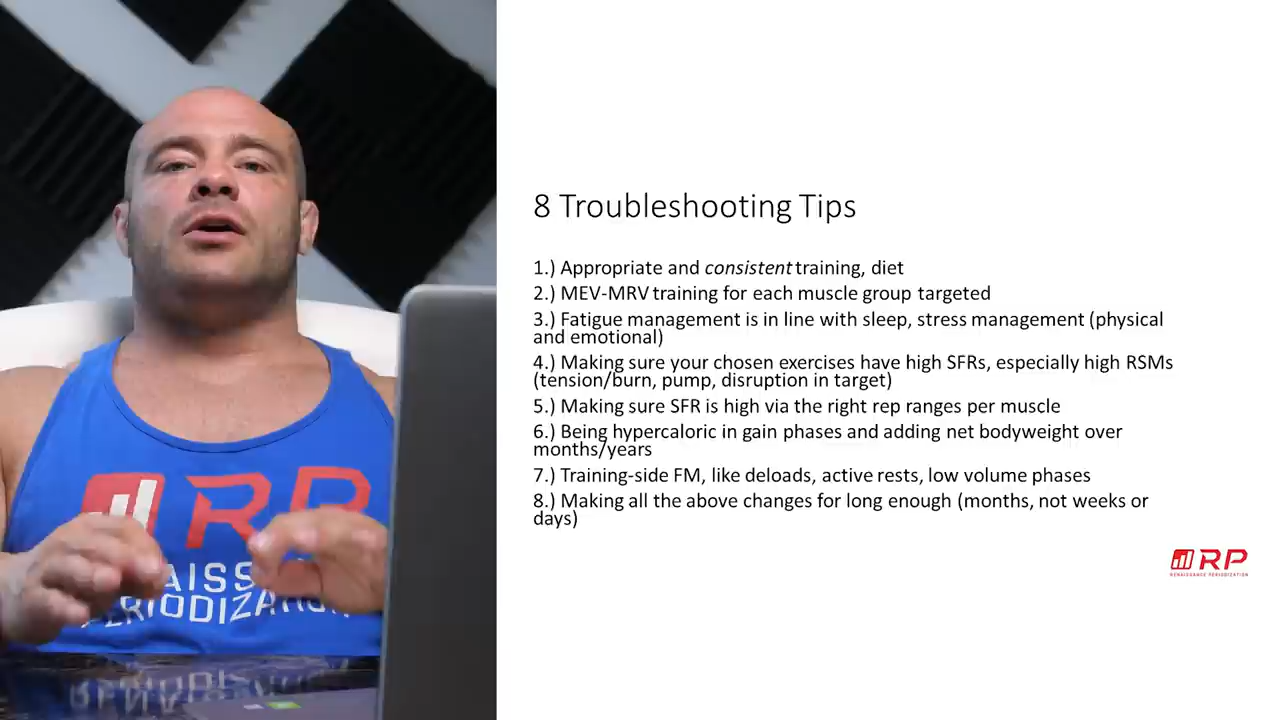 8 Troubleshooting Tips
1.) Appropriate and consistent training, diet
2.) MEV-MRV training for each muscle group targeted
3.) Fatigue management is in line with sleep, stress management (physical
and emotional)
4.) Making sure your chosen exercises have high SFRs, especially high RSMs
(tension/burn, pump, disruption in target)
5.) Making sure SFR is high via the right rep ranges per muscle
6.) Being hypercaloric in gain phases and adding net bodyweight over
months/years
7.) Training-side FM, like deloads, active rests, low volume phases
8.) Making all the above changes for long enough (months, not weeks or
days)
RP
RENAISSANCE PERIODIZATION
RP